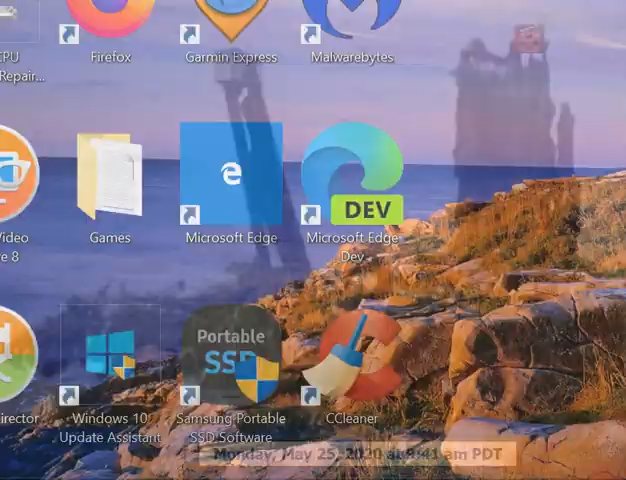 CPU
Repair...
Firefox
Garmin Express
Malwarebytes
Video
re 8
Games
Microsoft Edge
DEV
Microsoft Edge
Dev
irector
Windows 10
Update Assistant
Portable
SSD
Samsung Portable
SSD Software
CCleaner
Monday, May 25, 2020 at 9:41 am PDT